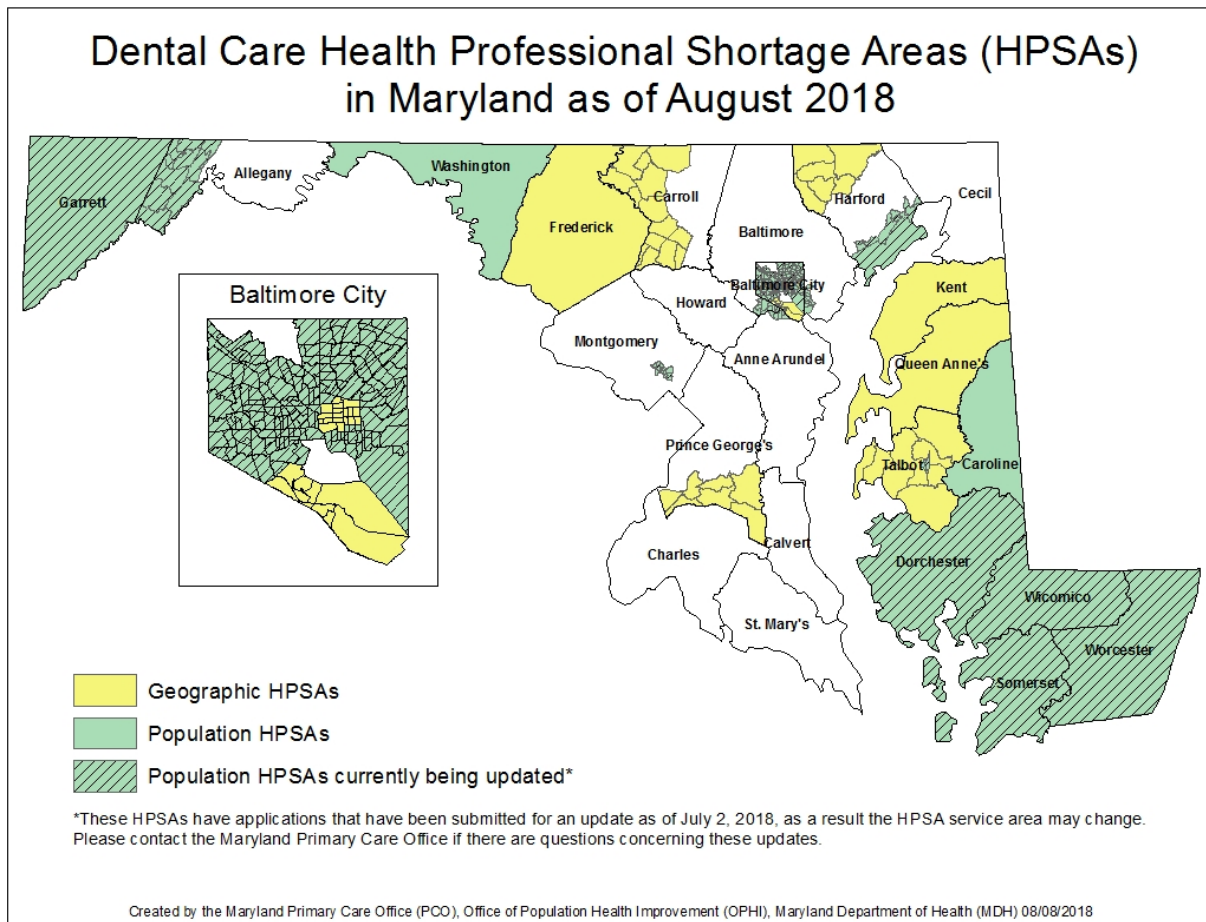 Dental Care Health Professional Shortage Areas (HPSAs)
in Maryland as of August 2018
Garrett
Allegany
Washington
Frederick
Carroll
Baltimore
Harford
Cecil
Baltimore City
Howard
Montgomery
Anne Arundel
Kent
Queen Anne's
Prince George's
Talbot
Caroline
Charles
Calvert
St. Mary's
Dorchester
Wicomico
Worcester
Somerset
Baltimore City
Geographic HPSAs
Population HPSAs
Population HPSAs currently being updated*
*These HPSAs have applications that have been submitted for an update as of July 2, 2018, as a result the HPSA service area may change.
Please contact the Maryland Primary Care Office if there are questions concerning these updates.
Created by the Maryland Primary Care Office (PCO), Office of Population Health Improvement (OPHI), Maryland Department of Health (MDH) 08/08/2018